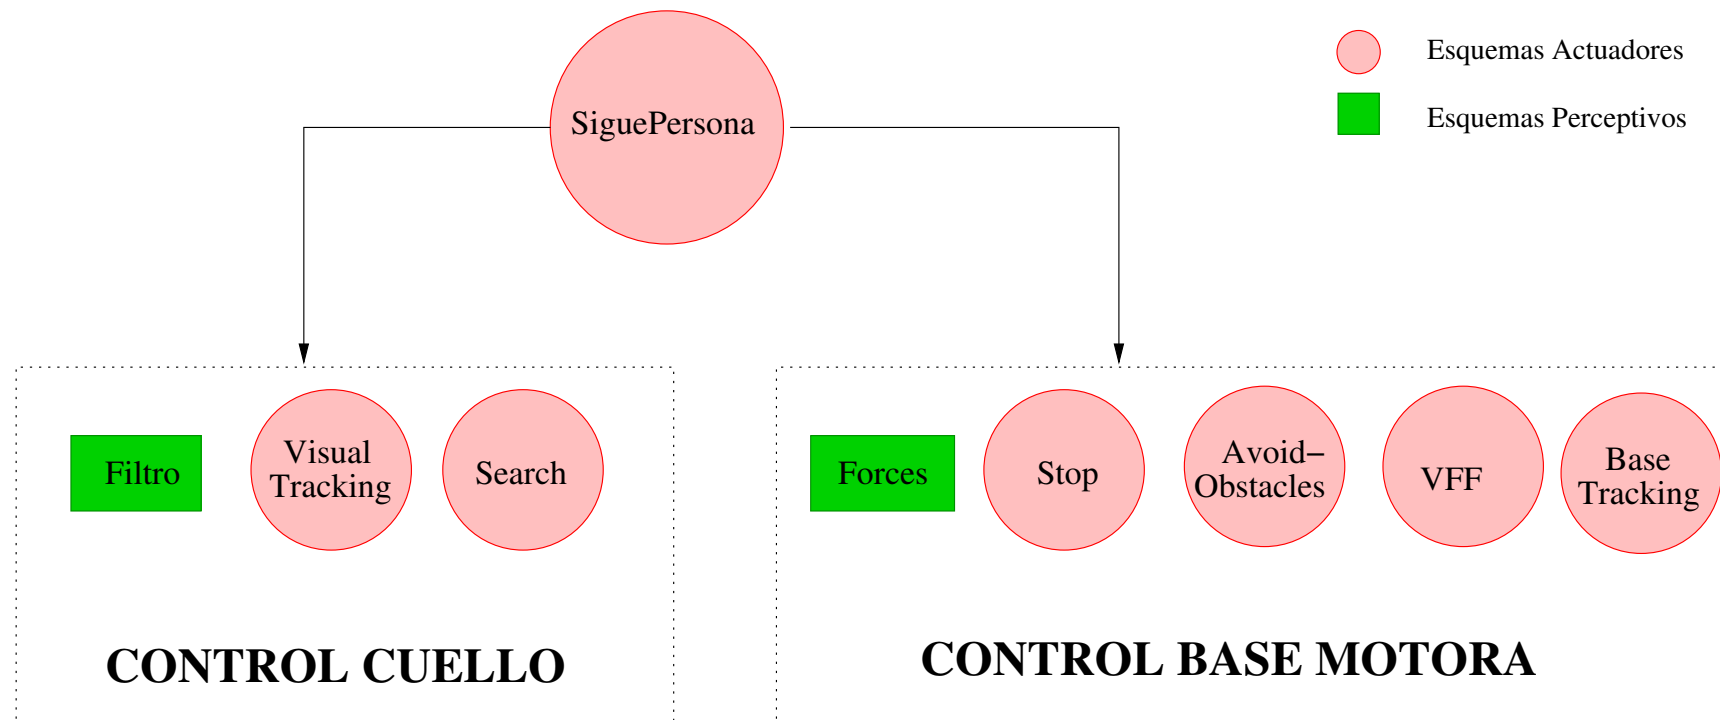 SiguePersona
Esquemas Actuadores
Esquemas Perceptivos
Filtro
Visual
Tracking
Search
CONTROL CUELLO
Forces
Stop
Avoid−
Obstacles
VFF
Base
Tracking
CONTROL BASE MOTORA